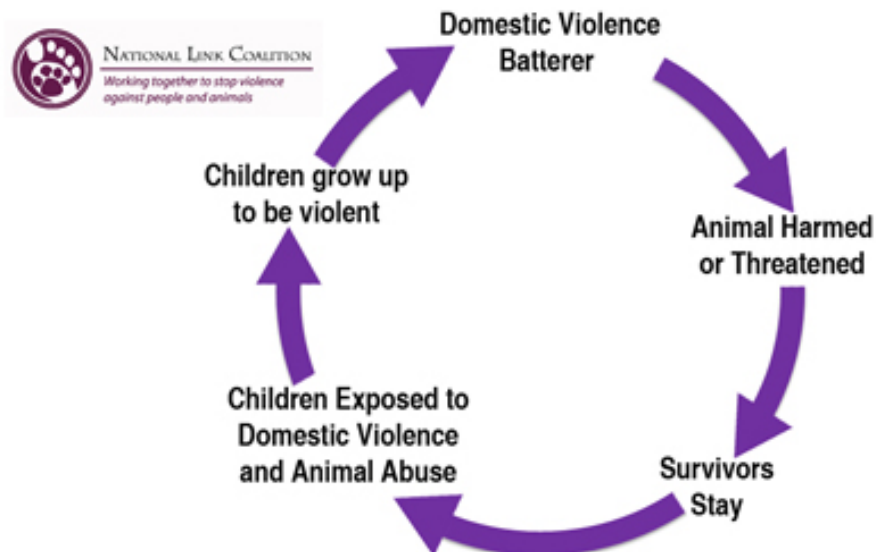 NATIONAL LINK COALITION
Working together to stop violence
against people and animals
Domestic Violence
Batterer
Animal Harmed
or Threatened
Survivors
Stay
Children Exposed to
Domestic Violence
and Animal Abuse
Children grow up
to be violent